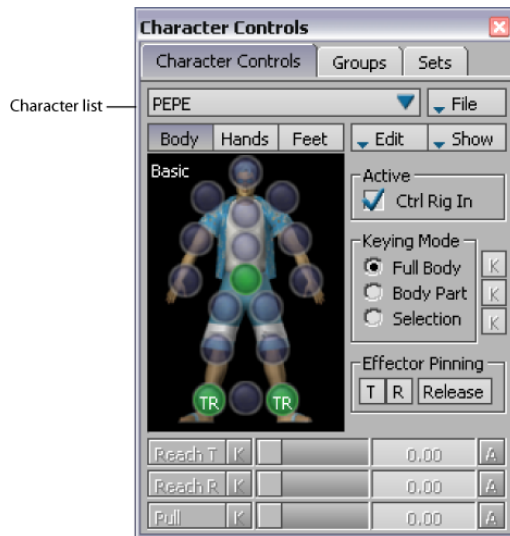 Character Controls
Character Controls Groups Sets
Character list
PEPE File
Body Hands Feet Edit Show
Basic
Active
Ctrl Rig In
Keying Mode
Full Body K
Body Part K
Selection K
Effector Pinning
T R Release
TR TR
Reach T K 0.00 A
Reach R K 0.00 A
Pull K 0.00 A